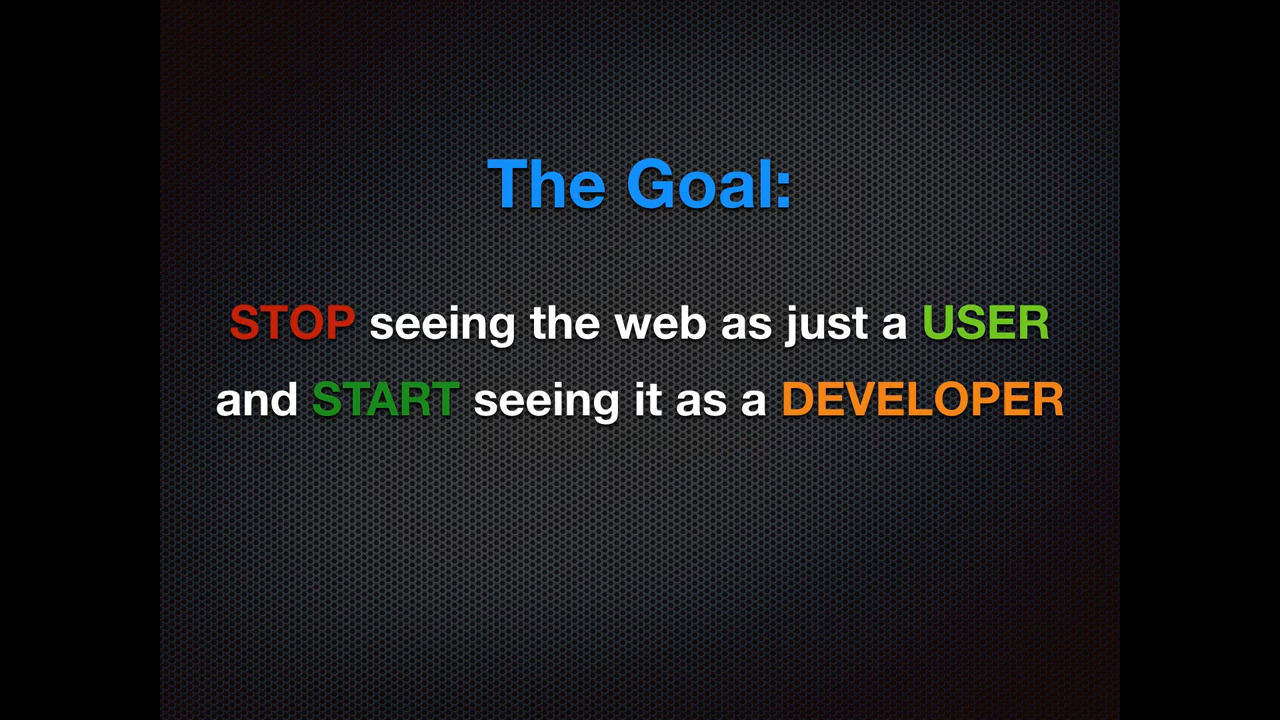 The Goal:
STOP seeing the web as just a USER
and START seeing it as a DEVELOPER